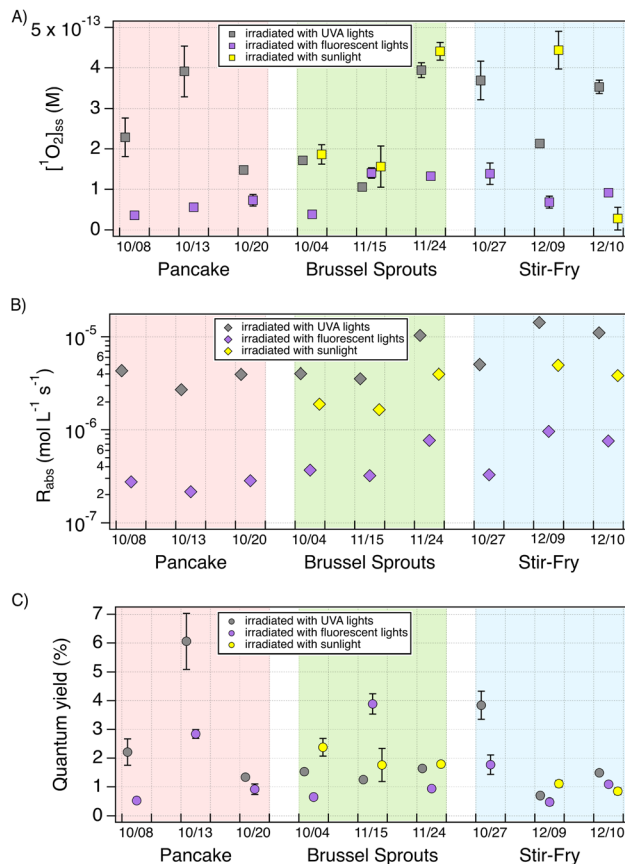 A)
5 x 10⁻¹³
4
3
2
1
0
[¹O₂]ss (M)
irradiated with UVA lights
irradiated with fluorescent lights
irradiated with sunlight
10/08 10/13 10/20 10/04 11/15 11/24 10/27 12/09 12/10
Pancake Brussel Sprouts Stir-Fry
B)
10⁻⁵
8
6
4
2
10⁻⁶
8
6
4
2
10⁻⁷
R_abs (mol L⁻¹ s⁻¹)
irradiated with UVA lights
irradiated with fluorescent lights
irradiated with sunlight
10/08 10/13 10/20 10/04 11/15 11/24 10/27 12/09 12/10
Pancake Brussel Sprouts Stir-Fry
C)
7
6
5
4
3
2
1
0
Quantum yield (%)
irradiated with UVA lights
irradiated with fluorescent lights
irradiated with sunlight
10/08 10/13 10/20 10/04 11/15 11/24 10/27 12/09 12/10
Pancake Brussel Sprouts Stir-Fry